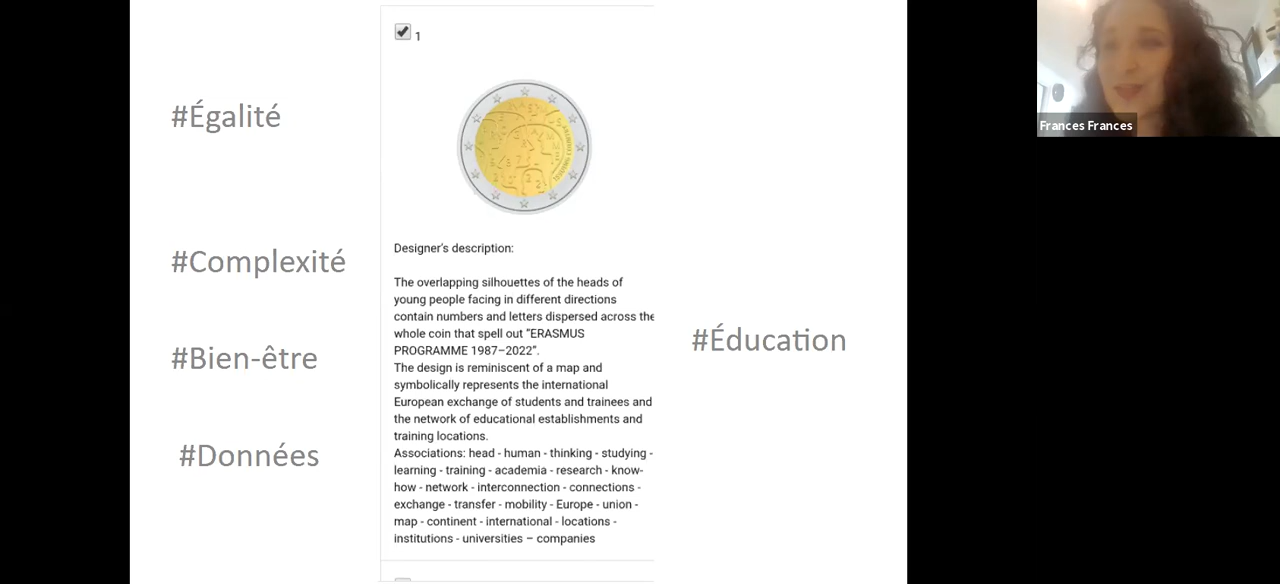 #Égalité
#Complexité
#Bien-être
#Données
1
Designer's description:
The overlapping silhouettes of the heads of
young people facing in different directions
contain numbers and letters dispersed across the
whole coin that spell out "ERASMUS
PROGRAMME 1987–2022".
The design is reminiscent of a map and
symbolically represents the international
European exchange of students and trainees and
the network of educational establishments and
training locations.
Associations: head - human - thinking - studying -
learning - training - academia - research - know-
how - network - interconnection - connections -
exchange - transfer - mobility - Europe - union -
map - continent - international - locations -
institutions - universities – companies
#Éducation
Frances Frances